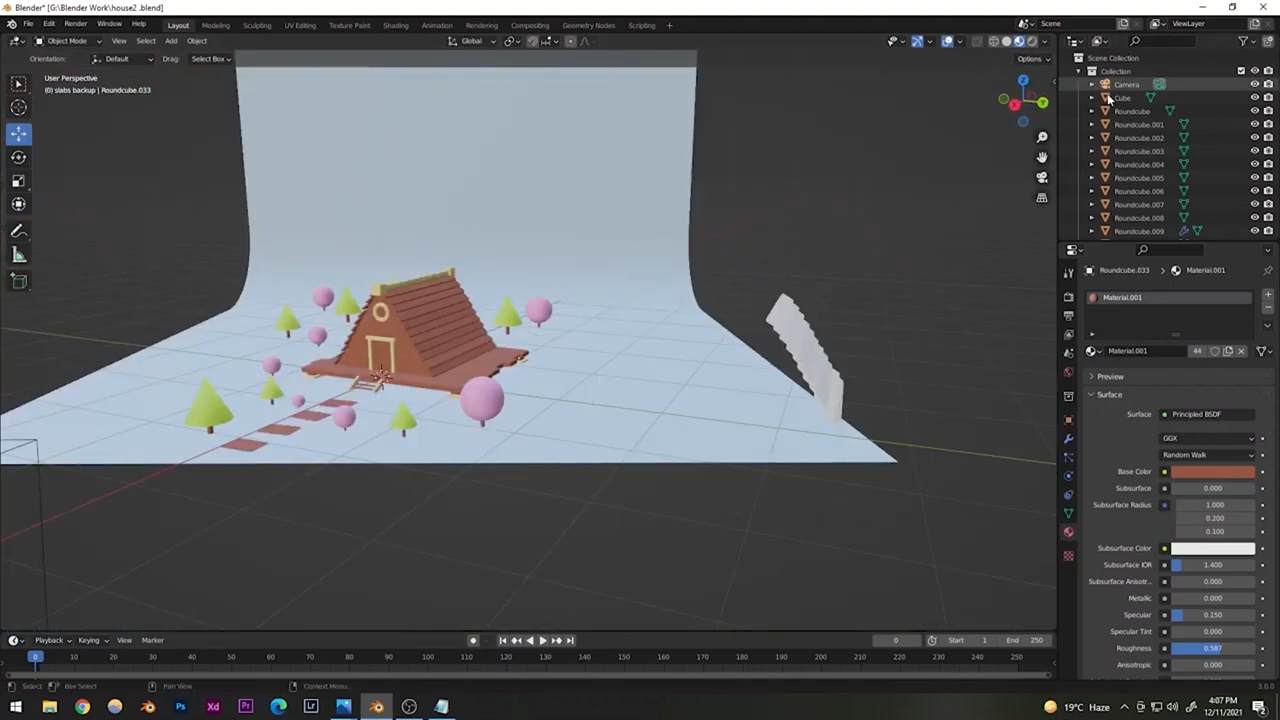 Blender* [G:\Blender Work\house2 .blend]
File Edit Render Window Help Layout Modeling Sculpting UV Editing Texture Paint Shading Animation Rendering Compositing Geometry Nodes Scripting + Scene ViewLayer
Object Mode View Select Add Object Global
Orientation: Default Drag: Select Box Options
User Perspective
(0) slabs backup | Roundcube.033
Z
X
Y
Scene Collection
Collection
Camera
Cube
Roundcube
Roundcube.001
Roundcube.002
Roundcube.003
Roundcube.004
Roundcube.005
Roundcube.006
Roundcube.007
Roundcube.008
Roundcube.009
Roundcube.033 Material.001
Material.001
Material.001 44
Preview
Surface
Surface Principled BSDF
GGX
Random Walk
Base Color
Subsurface 0.000
Subsurface Radius 1.000
0.200
0.100
Subsurface Color
Subsurface IOR 1.400
Subsurface Anisotr.. 0.000
Metallic 0.000
Specular 0.150
Specular Tint 0.000
Roughness 0.587
Anisotropic 0.000
Playback Keying View Marker 0 Start 1 End 250
0 10 20 30 40 50 60 70 80 90 100 110 120 130 140 150 160 170 180 190 200 210 220 230 240 250
Select Box Select Pan View Context Menu 3.0.0
Ps Xd Pr Lr 19°C Haze 4:07 PM
12/11/2021 2